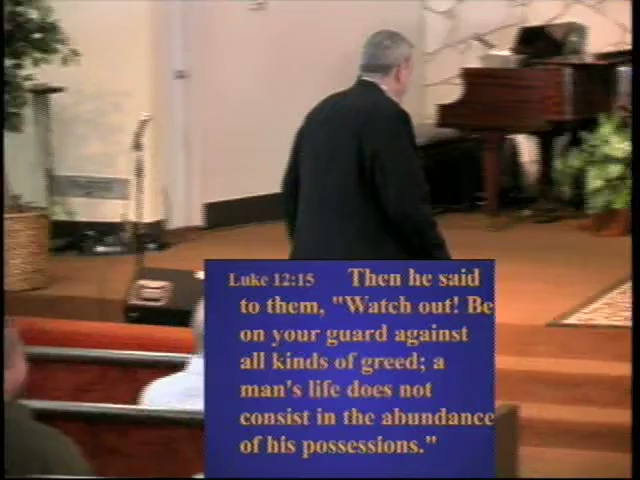 Luke 12:15 Then he said
to them, "Watch out! Be
on your guard against
all kinds of greed; a
man's life does not
consist in the abundance
of his possessions."